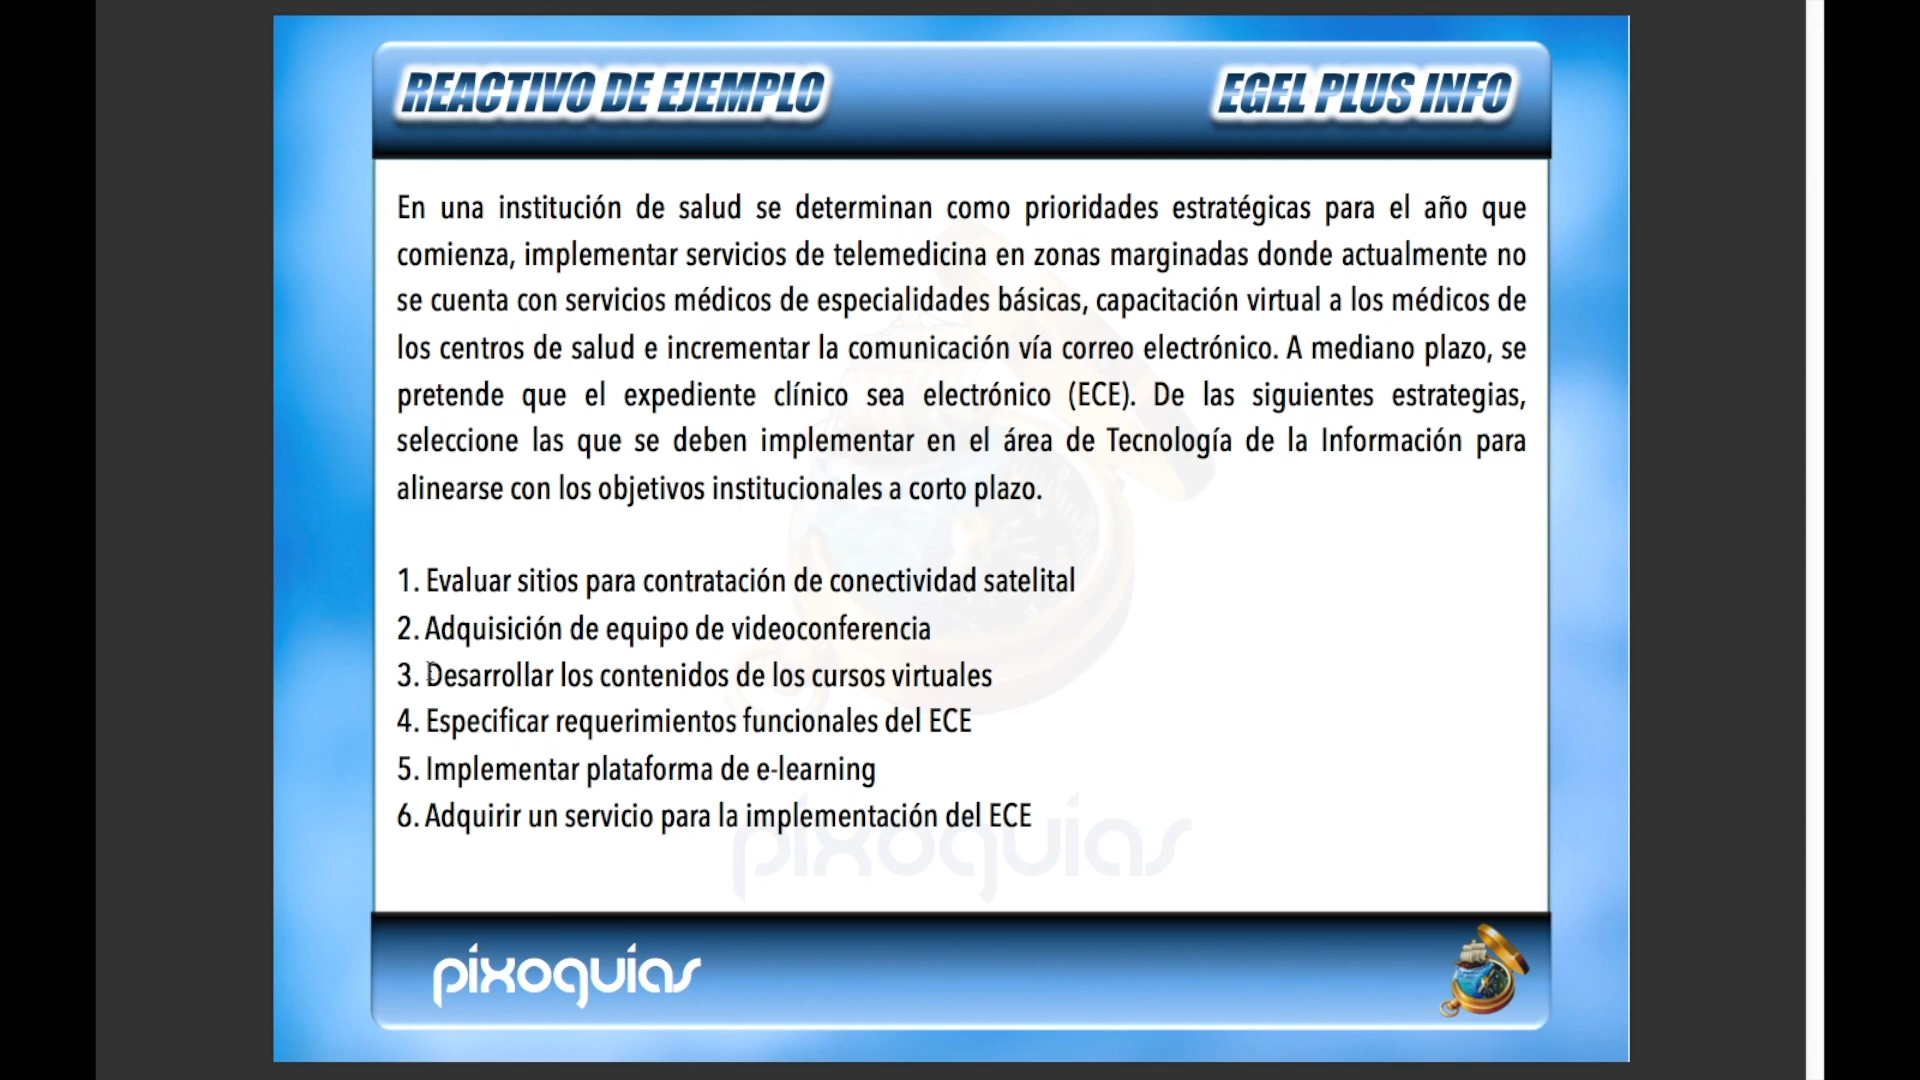 REACTIVO DE EJEMPLO
EGEL PLUS INFO
En una institución de salud se determinan como prioridades estratégicas para el año que
comienza, implementar servicios de telemedicina en zonas marginadas donde actualmente no
se cuenta con servicios médicos de especialidades básicas, capacitación virtual a los médicos de
los centros de salud e incrementar la comunicación vía correo electrónico. A mediano plazo, se
pretende que el expediente clínico sea electrónico (ECE). De las siguientes estrategias,
seleccione las que se deben implementar en el área de Tecnología de la Información para
alinearse con los objetivos institucionales a corto plazo.
1. Evaluar sitios para contratación de conectividad satelital
2. Adquisición de equipo de videoconferencia
3. Desarrollar los contenidos de los cursos virtuales
4. Especificar requerimientos funcionales del ECE
5. Implementar plataforma de e-learning
6. Adquirir un servicio para la implementación del ECE
pixoguias
pixoguias